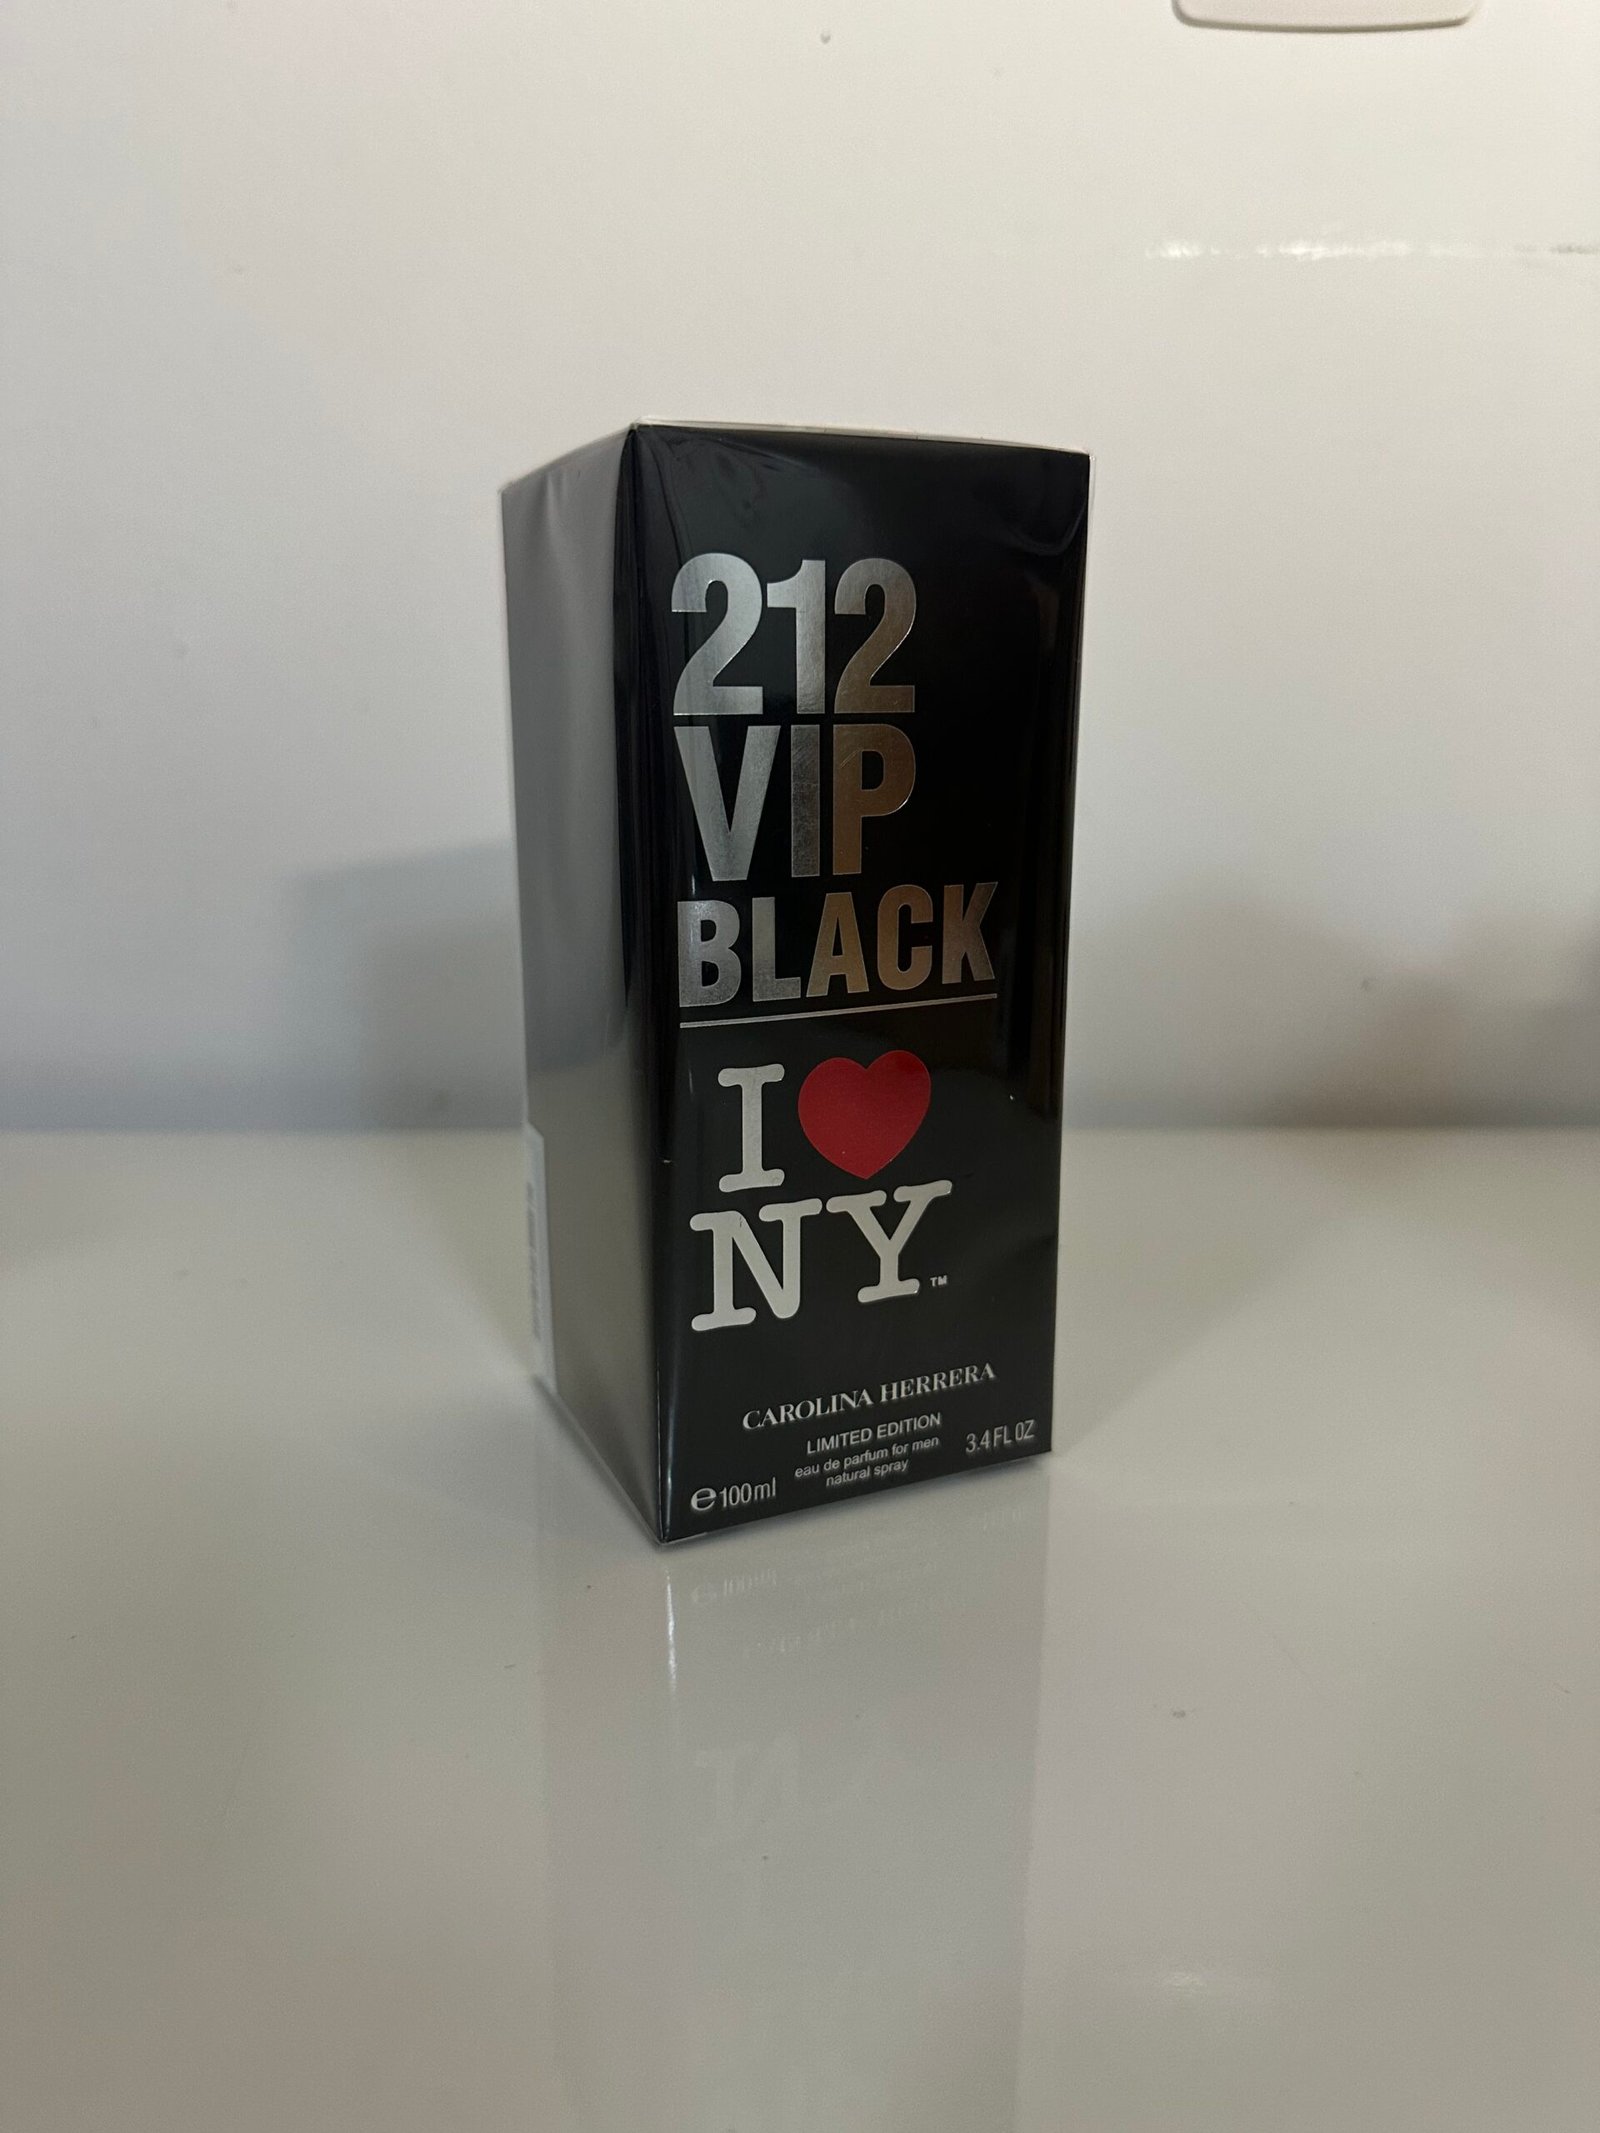 212
VIP
BLACK
I ❤
NY™
CAROLINA HERRERA
LIMITED EDITION
eau de parfum for men
natural spray
℮100ml
3.4 FL OZ